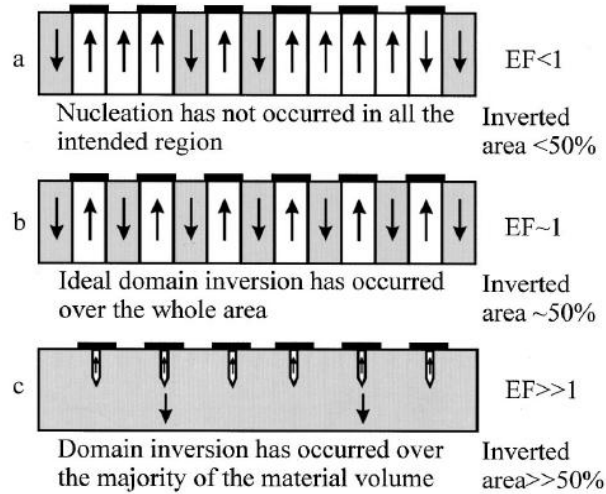 a
EF<1
Nucleation has not occurred in all the
intended region
Inverted
area <50%
b
EF~1
Ideal domain inversion has occurred
over the whole area
Inverted
area ~50%
c
EF>>1
Domain inversion has occurred over
the majority of the material volume
Inverted
area>>50%